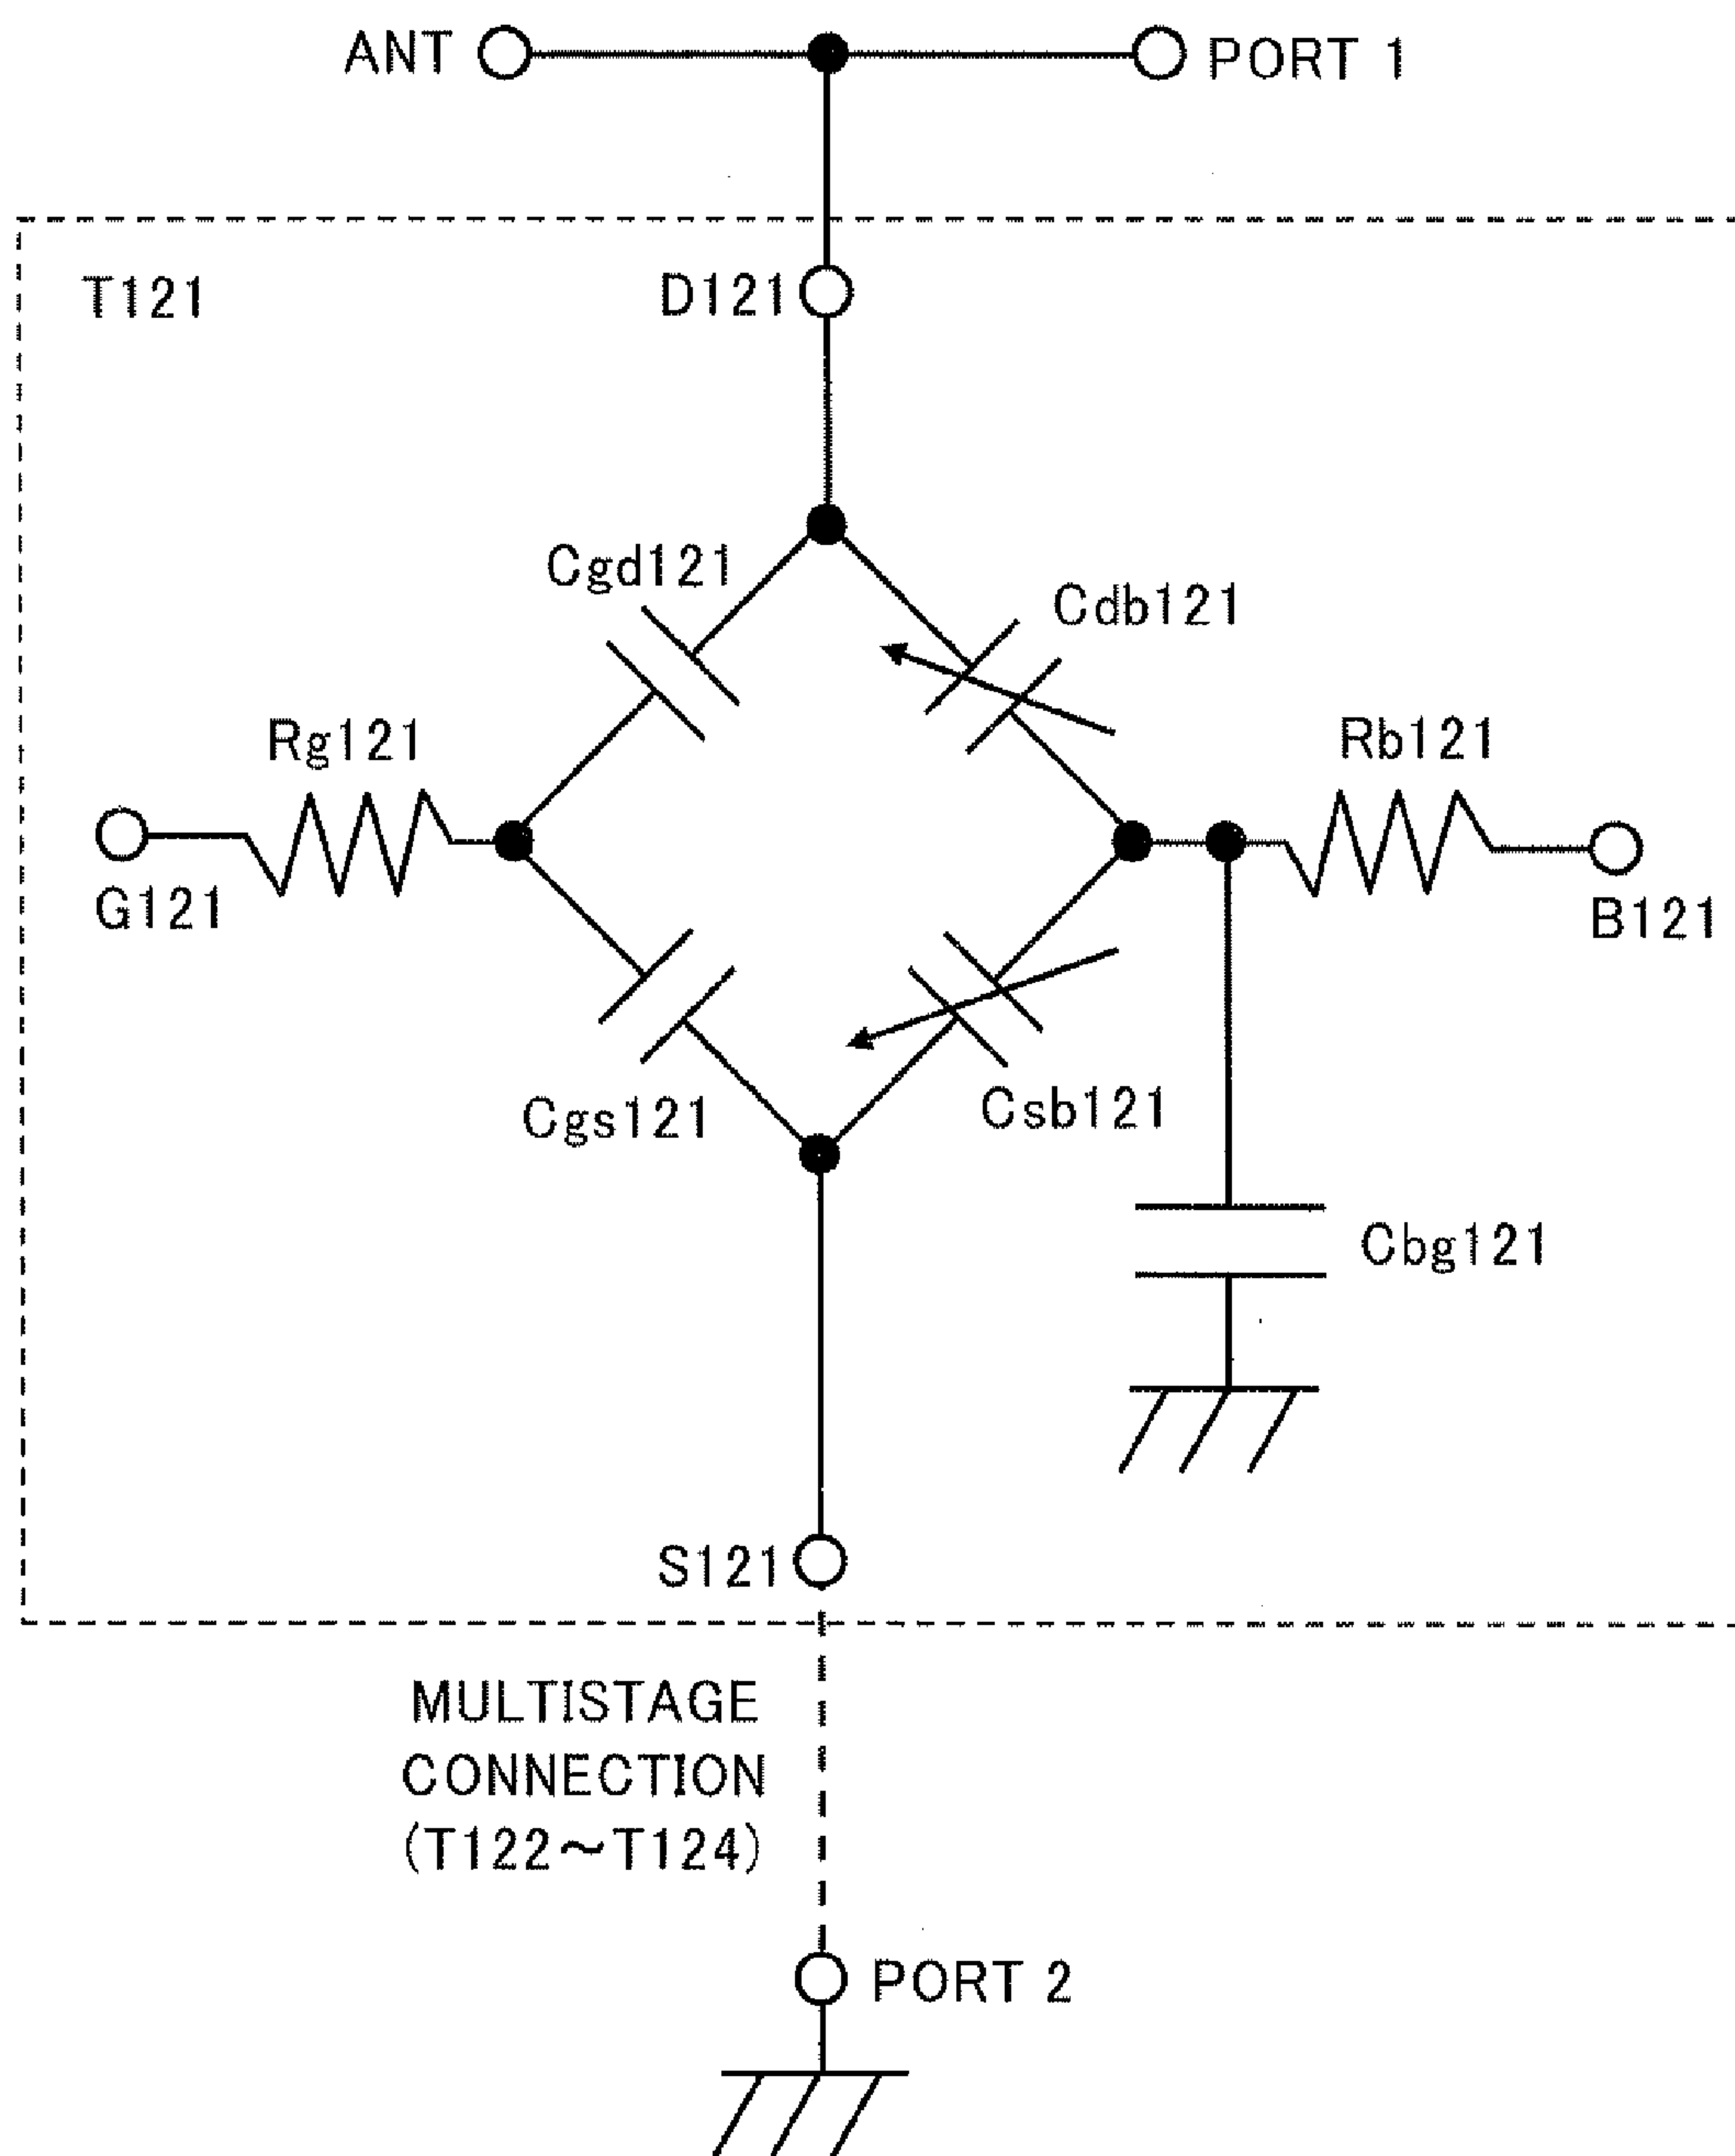 ANT
PORT 1
T121
D121
Cgd121
Cdb121
Rg121
Rb121
G121
B121
Cgs121
Csb121
Cbg121
S121
MULTISTAGE
CONNECTION
(T122～T124)
PORT 2